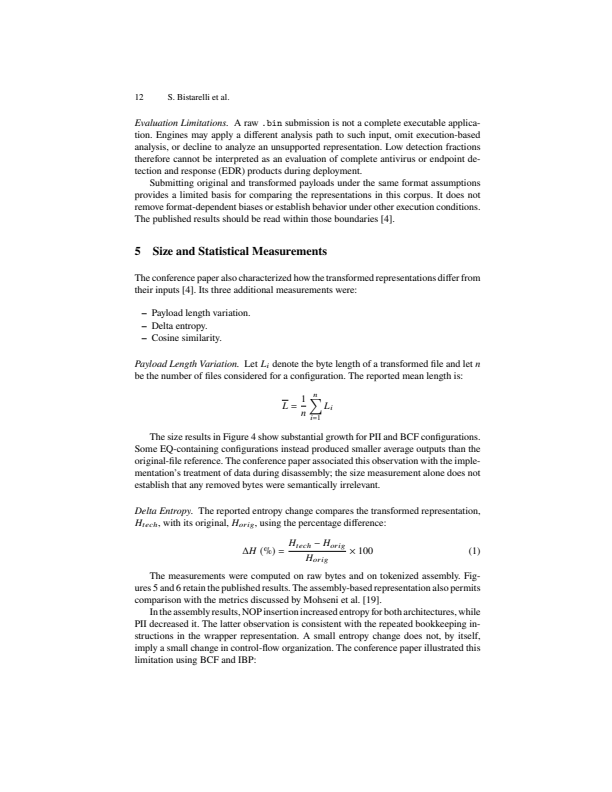 12 S. Bistarelli et al.
Evaluation Limitations. A raw .bin submission is not a complete executable applica-
tion. Engines may apply a different analysis path to such input, omit execution-based
analysis, or decline to analyze an unsupported representation. Low detection fractions
therefore cannot be interpreted as an evaluation of complete antivirus or endpoint de-
tection and response (EDR) products during deployment.
Submitting original and transformed payloads under the same format assumptions
provides a limited basis for comparing the representations in this corpus. It does not
remove format-dependent biases or establish behavior under other execution conditions.
The published results should be read within those boundaries [4].
5 Size and Statistical Measurements
The conference paper also characterized how the transformed representations differ from
their inputs [4]. Its three additional measurements were:
– Payload length variation.
– Delta entropy.
– Cosine similarity.
Payload Length Variation. Let Lᵢ denote the byte length of a transformed file and let n
be the number of files considered for a configuration. The reported mean length is:
L̅ = 1/n ∑ᵢ₌₁ⁿ Lᵢ
The size results in Figure 4 show substantial growth for PII and BCF configurations.
Some EQ-containing configurations instead produced smaller average outputs than the
original-file reference. The conference paper associated this observation with the imple-
mentation's treatment of data during disassembly; the size measurement alone does not
establish that any removed bytes were semantically irrelevant.
Delta Entropy. The reported entropy change compares the transformed representation,
H_tech, with its original, H_orig, using the percentage difference:
ΔH (%) = (H_tech − H_orig) / H_orig × 100 (1)
The measurements were computed on raw bytes and on tokenized assembly. Fig-
ures 5 and 6 retain the published results. The assembly-based representation also permits
comparison with the metrics discussed by Mohseni et al. [19].
In the assembly results, NOP insertion increased entropy for both architectures, while
PII decreased it. The latter observation is consistent with the repeated bookkeeping in-
structions in the wrapper representation. A small entropy change does not, by itself,
imply a small change in control-flow organization. The conference paper illustrated this
limitation using BCF and IBP: